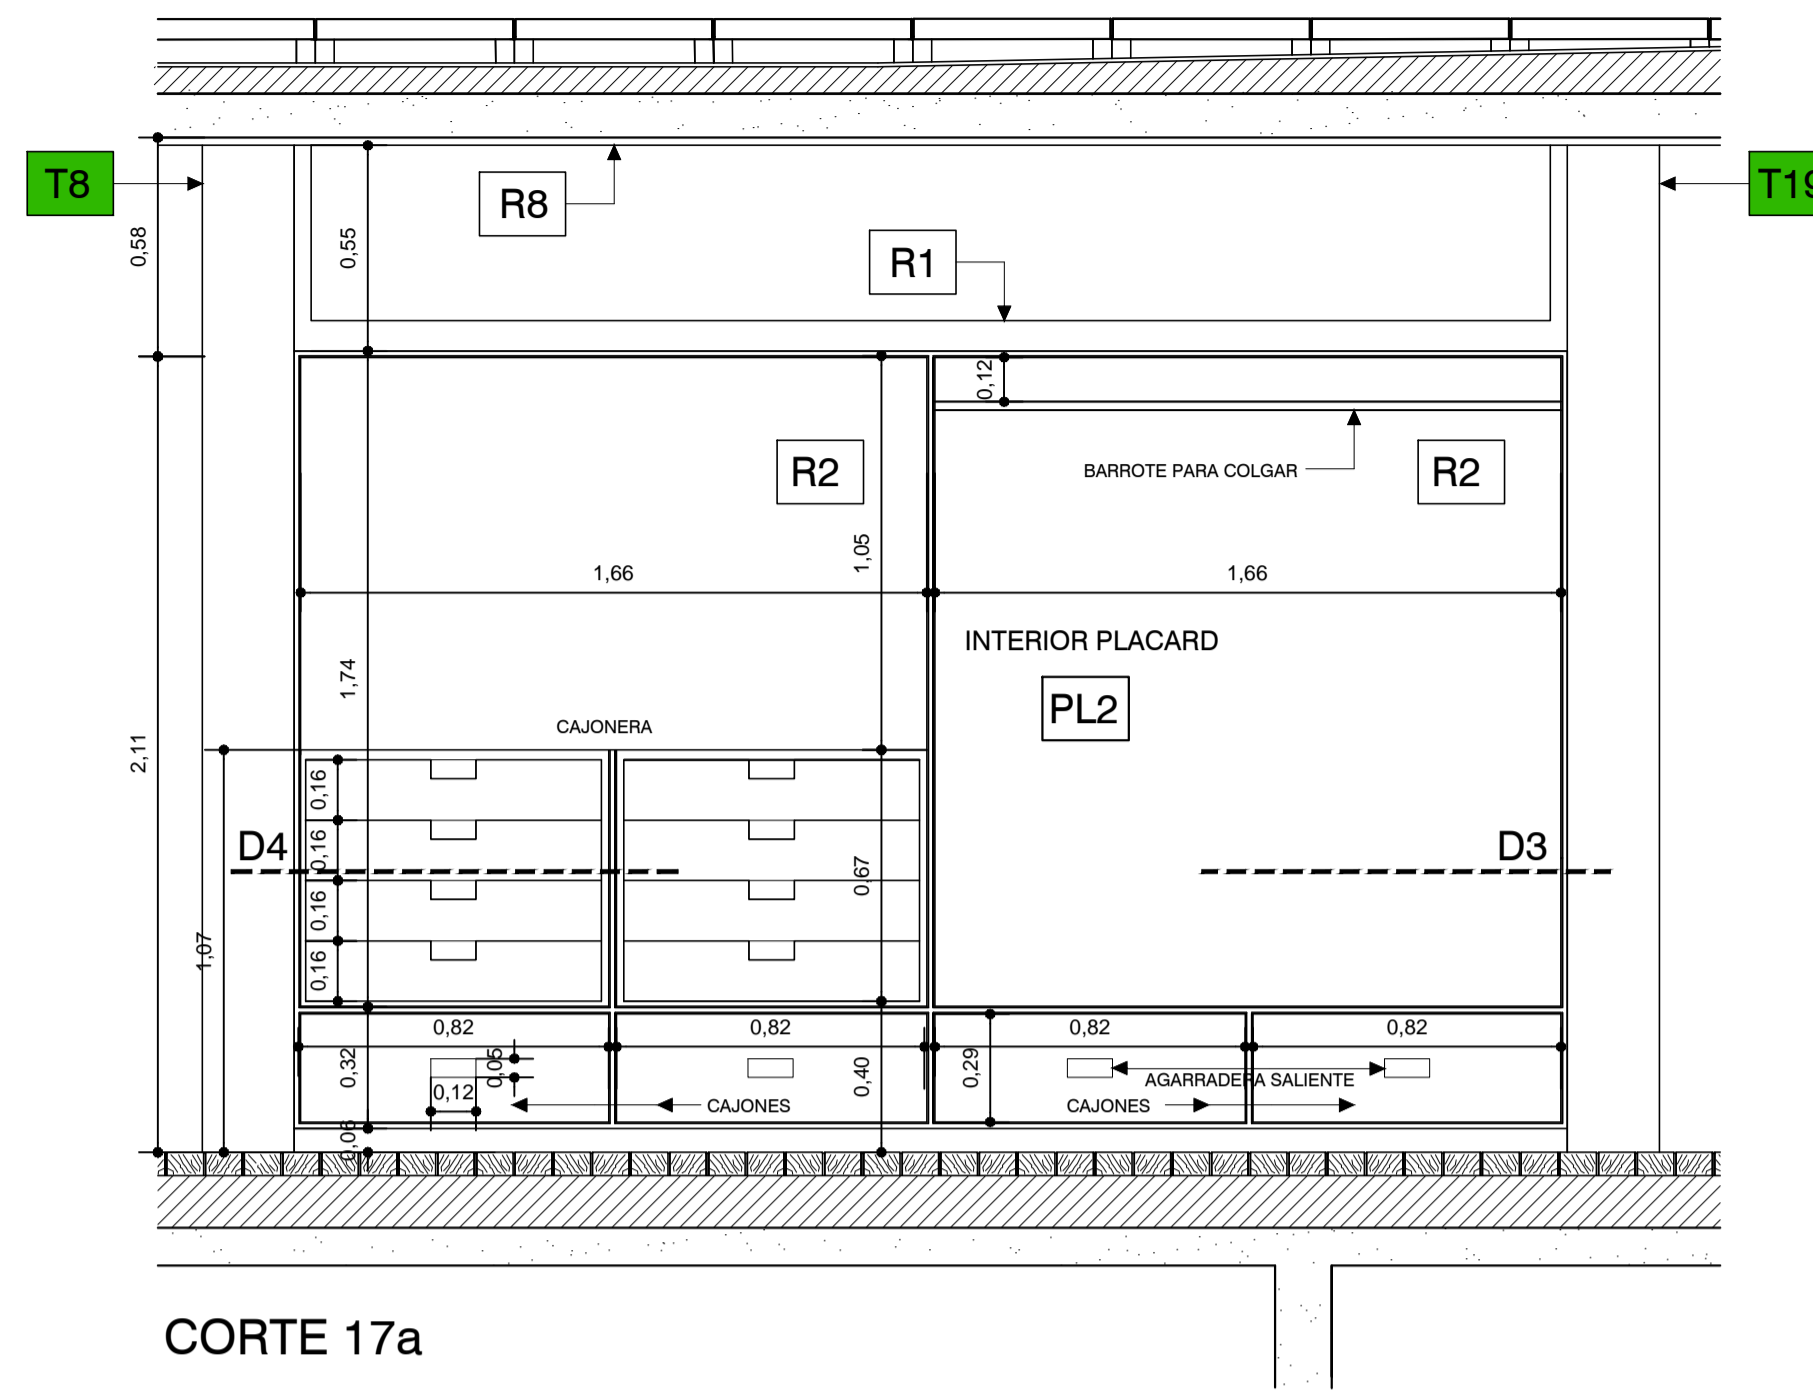 T8
T19
R8
R1
0,58
0,55
0,12
R2
R2
BARROTE PARA COLGAR
1,05
1,66
1,66
INTERIOR PLACARD
PL2
1,74
2,11
CAJONERA
0,16
0,16
0,16
0,16
D4
D3
0,67
1,07
0,82
0,82
0,82
0,82
0,32
0,05
0,40
0,29
0,12
AGARRADERA SALIENTE
CAJONES
CAJONES
0,06
CORTE 17a